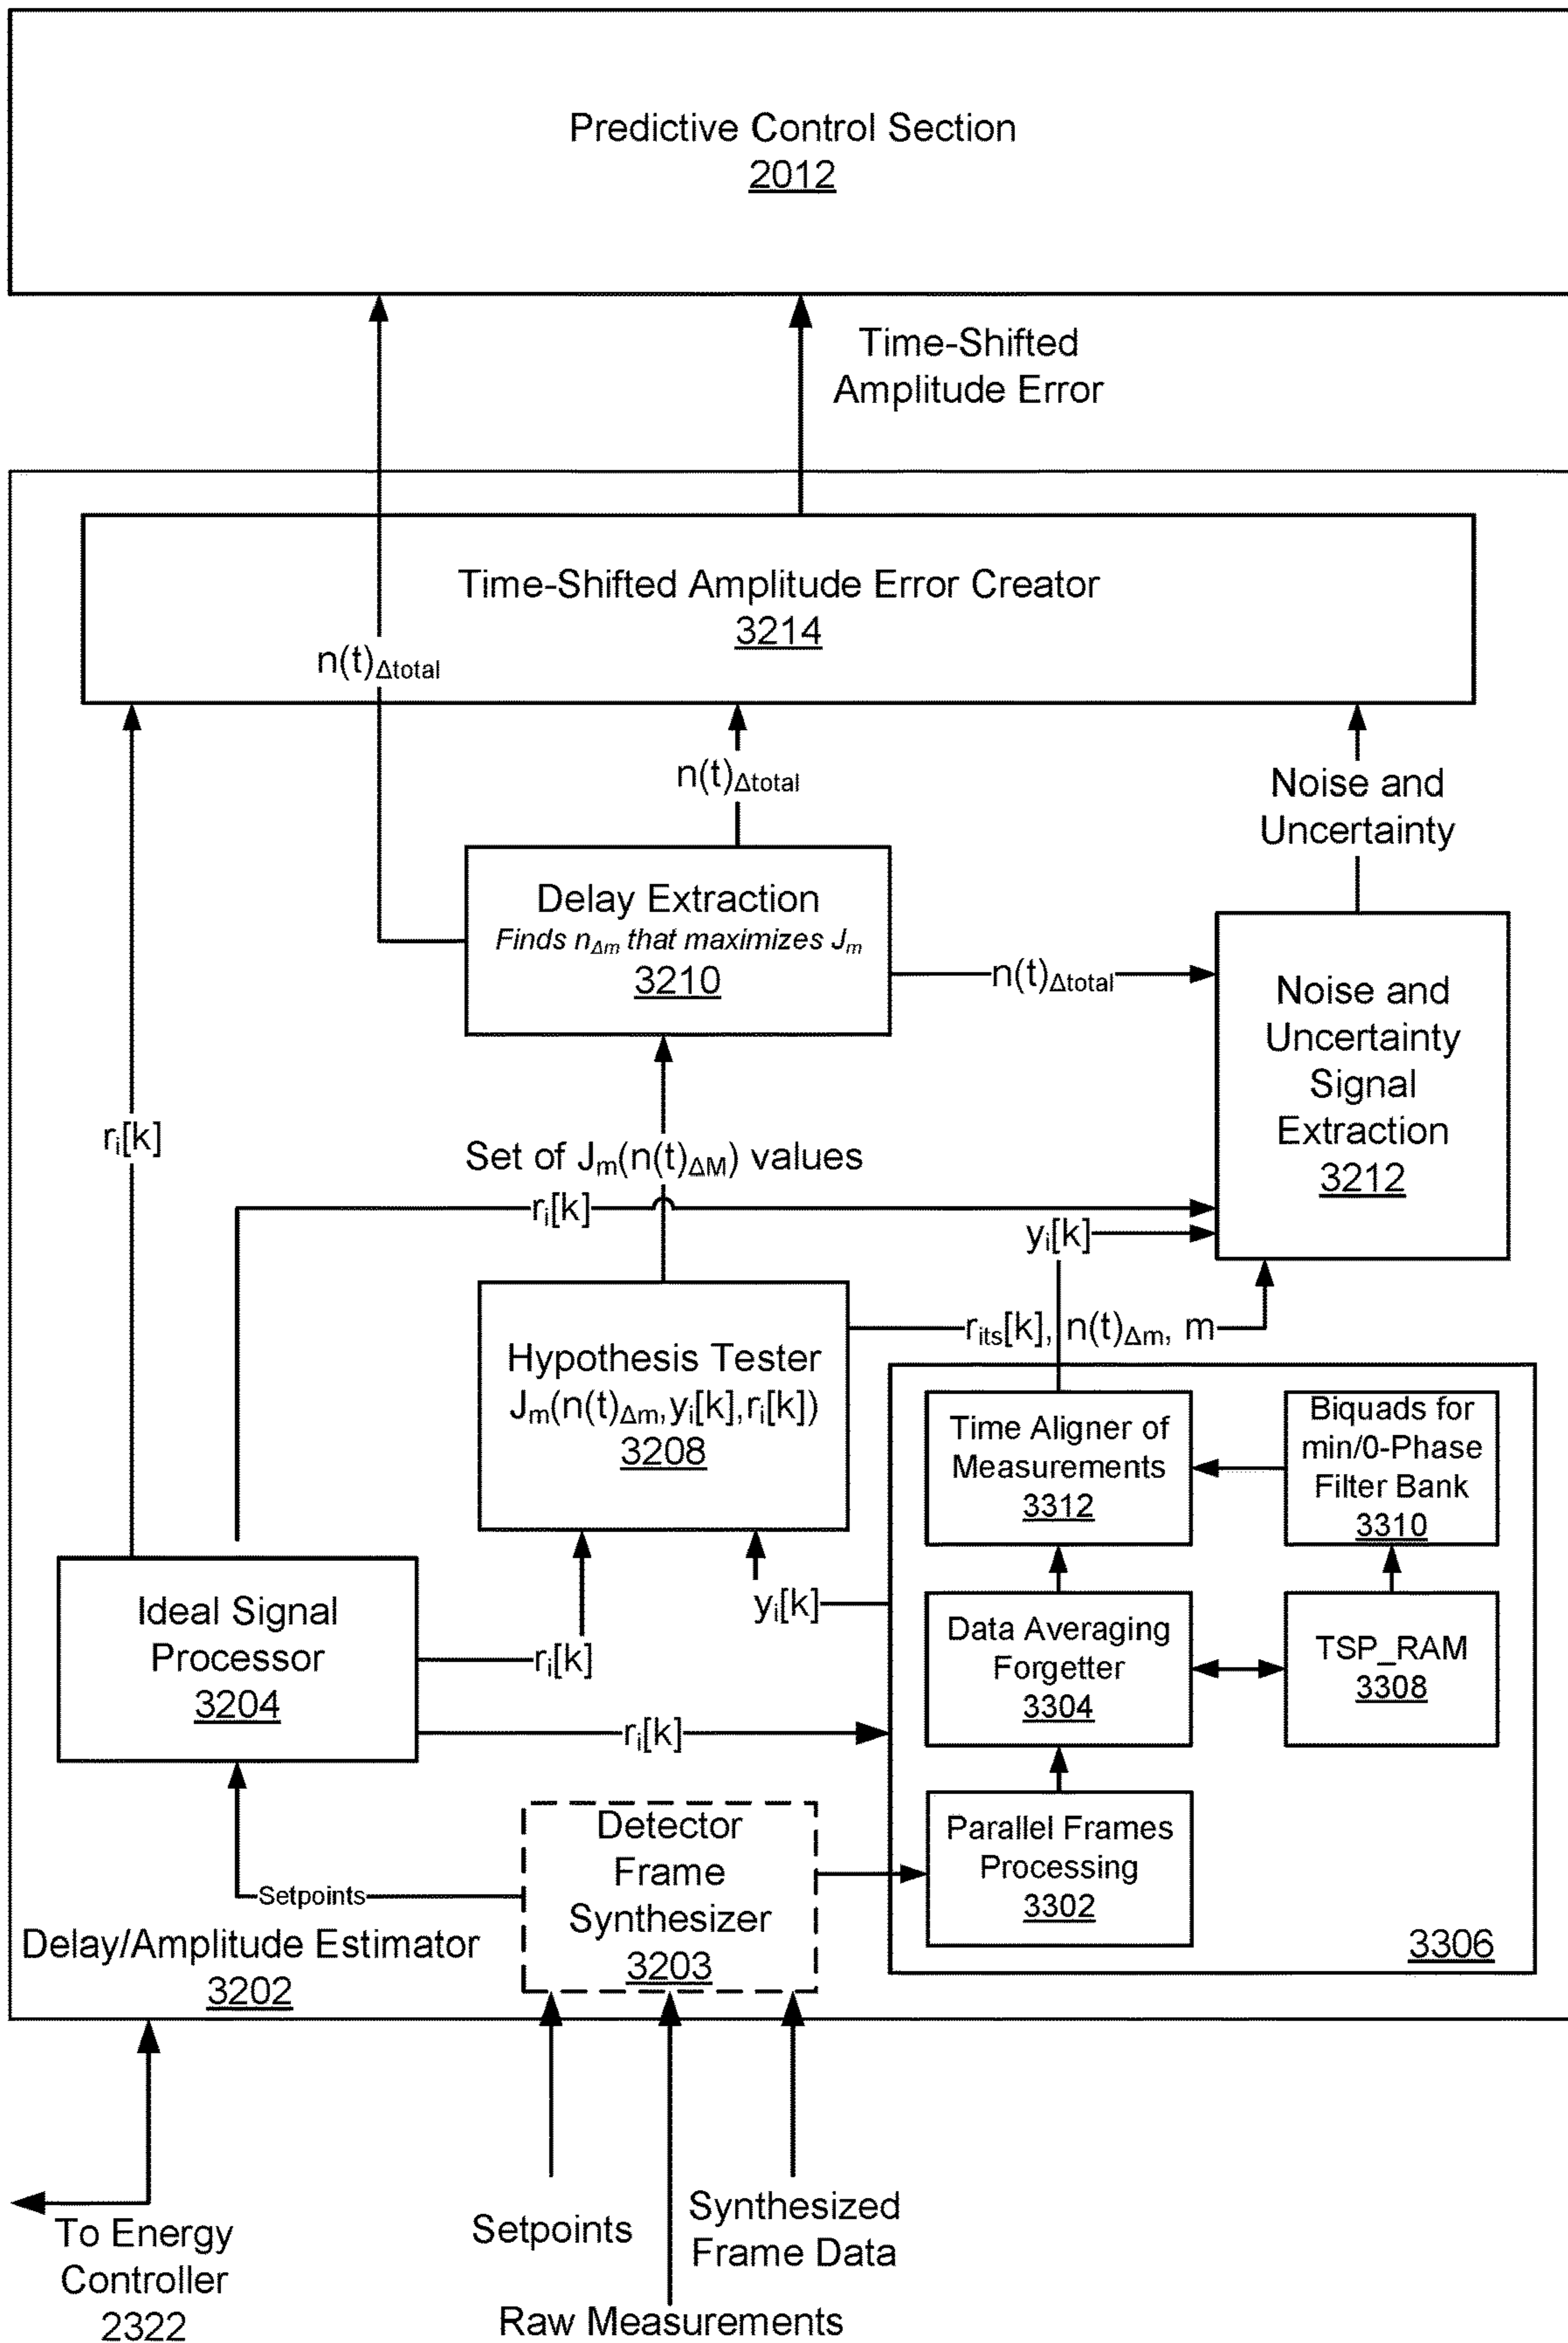 Predictive Control Section
2012
Time-Shifted
Amplitude Error
Time-Shifted Amplitude Error Creator
3214
n(t)Δtotal
n(t)Δtotal
Noise and
Uncertainty
Delay Extraction
Finds nΔm that maximizes Jm
3210
n(t)Δtotal
Noise and
Uncertainty
Signal
Extraction
3212
ri[k]
Set of Jm(n(t)ΔM) values
ri[k]
yi[k]
rits[k], n(t)Δm, m
Hypothesis Tester
Jm(n(t)Δm,yi[k],ri[k])
3208
Time Aligner of
Measurements
3312
Biquads for
min/0-Phase
Filter Bank
3310
yi[k]
Ideal Signal
Processor
3204
ri[k]
ri[k]
Data Averaging
Forgetter
3304
TSP_RAM
3308
Detector
Frame
Synthesizer
3203
Setpoints
Parallel Frames
Processing
3302
3306
Delay/Amplitude Estimator
3202
To Energy
Controller
2322
Setpoints
Synthesized
Frame Data
Raw Measurements